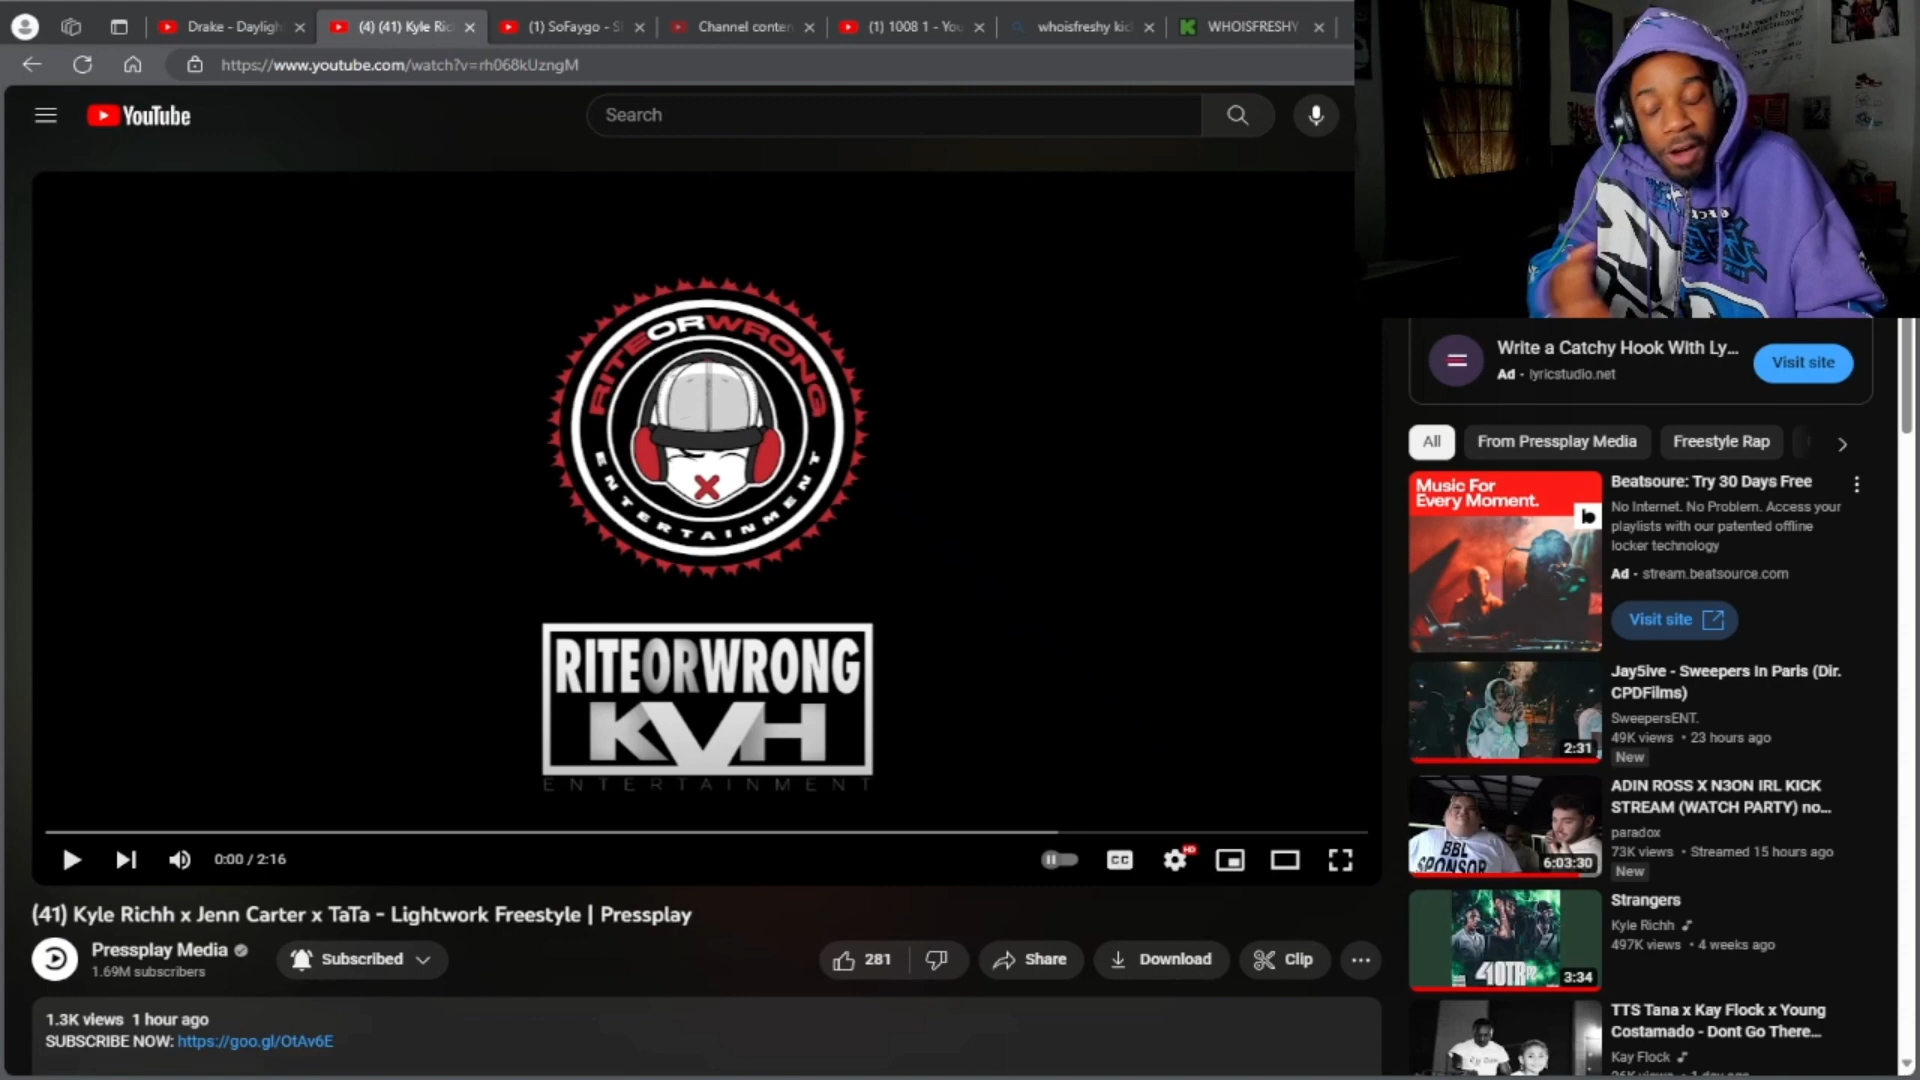 Drake - Dayligh
(4) (41) Kyle Ric
(1) SoFaygo - S
Channel conten
(1) 1008 1 - You
whoisfreshy kic
WHOISFRESHY
https://www.youtube.com/watch?v=rh068kUzngM
YouTube
Search
RITEORWRONG
ENTERTAINMENT
RITEORWRONG
KVH
ENTERTAINMENT
0:00 / 2:16
CC
HD
(41) Kyle Richh x Jenn Carter x TaTa - Lightwork Freestyle | Pressplay
Pressplay Media
1.69M subscribers
Subscribed
281
Share
Download
Clip
1.3K views 1 hour ago
SUBSCRIBE NOW: https://goo.gl/OtAv6E
Write a Catchy Hook With Ly...
Ad - lyricstudio.net
Visit site
All
From Pressplay Media
Freestyle Rap
Music For
Every Moment.
Beatsoure: Try 30 Days Free
No Internet. No Problem. Access your
playlists with our patented offline
locker technology
Ad - stream.beatsource.com
Visit site
Jay5ive - Sweepers In Paris (Dir.
CPDFilms)
SweepersENT.
49K views • 23 hours ago
New
2:31
ADIN ROSS X N3ON IRL KICK
STREAM (WATCH PARTY) no...
paradox
73K views • Streamed 15 hours ago
New
BBL
SPONSOR
6:03:30
Strangers
Kyle Richh
497K views • 4 weeks ago
3:34
TTS Tana x Kay Flock x Young
Costamado - Dont Go There...
Kay Flock